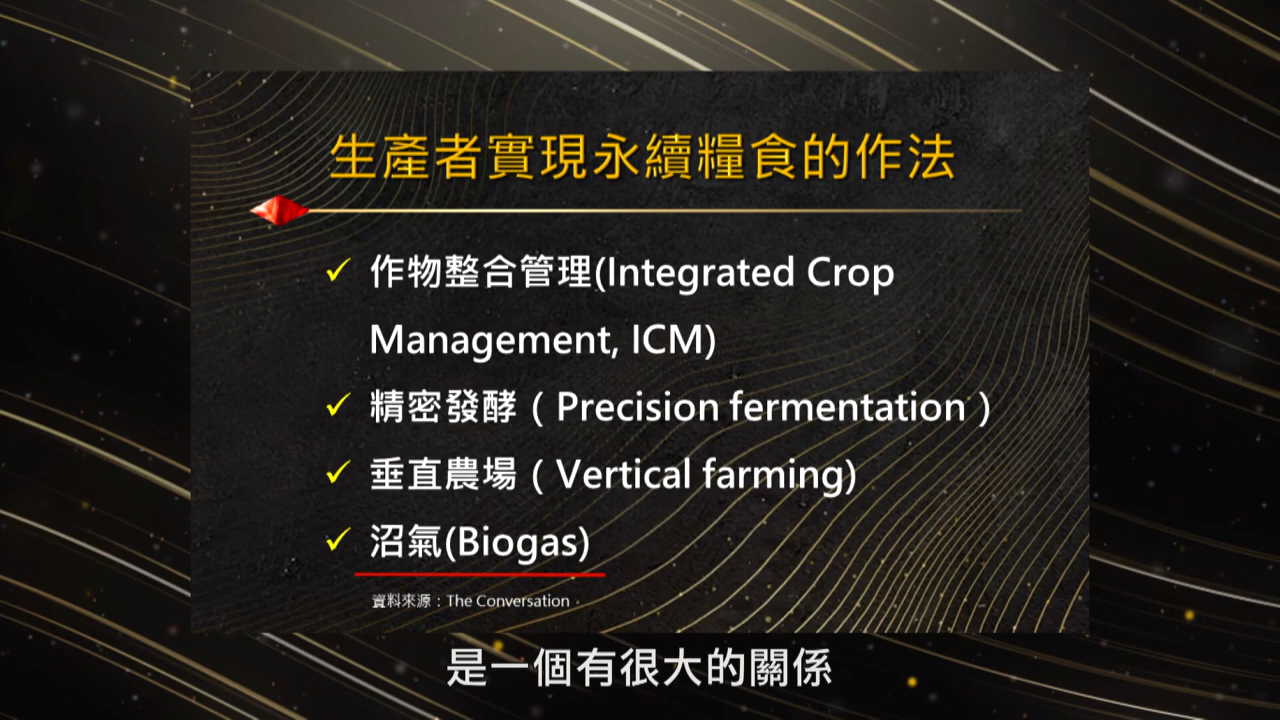 生產者實現永續糧食的作法
✓ 作物整合管理(Integrated Crop
Management, ICM)
✓ 精密發酵（Precision fermentation）
✓ 垂直農場（Vertical farming)
✓ 沼氣(Biogas)
資料來源：The Conversation
是一個有很大的關係